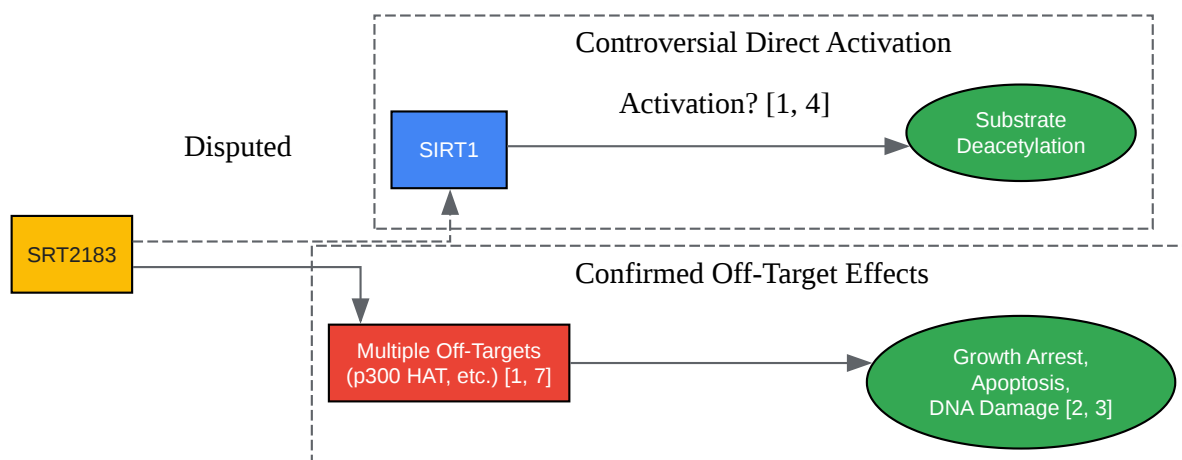 Controversial Direct Activation
Activation? [1, 4]
Disputed
SIRT1
Substrate
Deacetylation
SRT2183
Confirmed Off-Target Effects
Multiple Off-Targets
(p300 HAT, etc.) [1, 7]
Growth Arrest,
Apoptosis,
DNA Damage [2, 3]